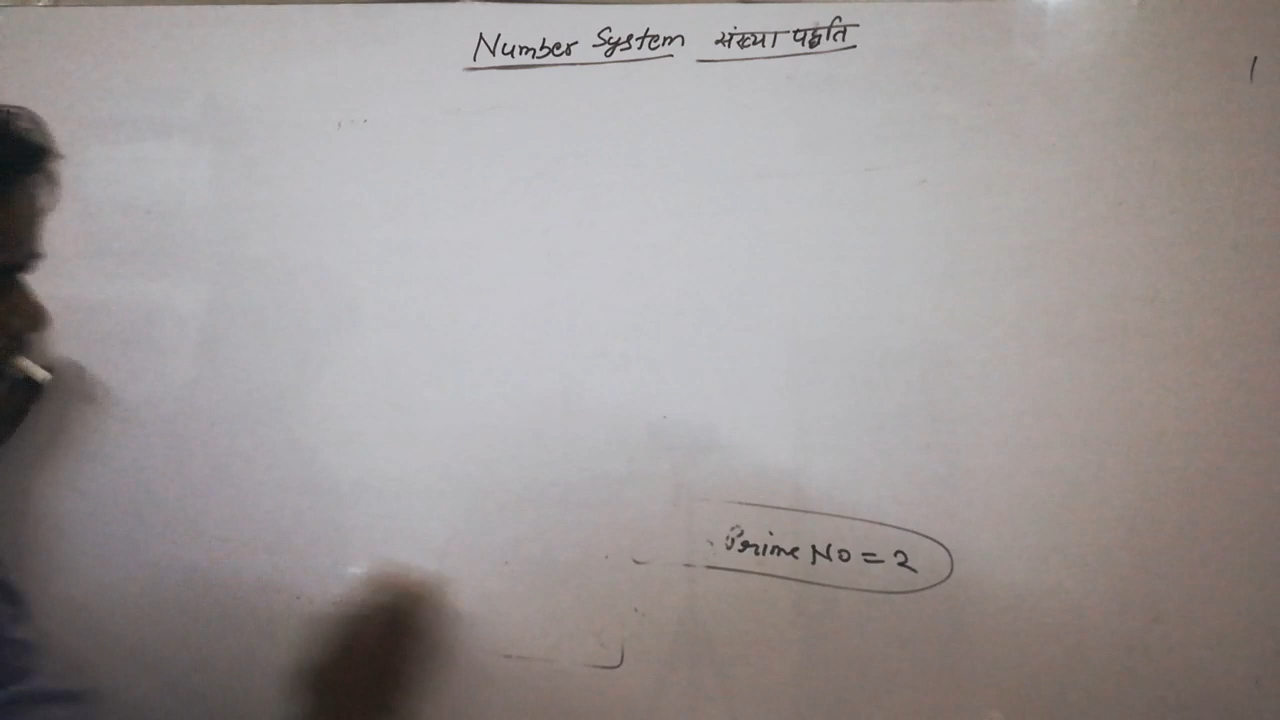 Number System संख्या पद्धति
Prime No = 2